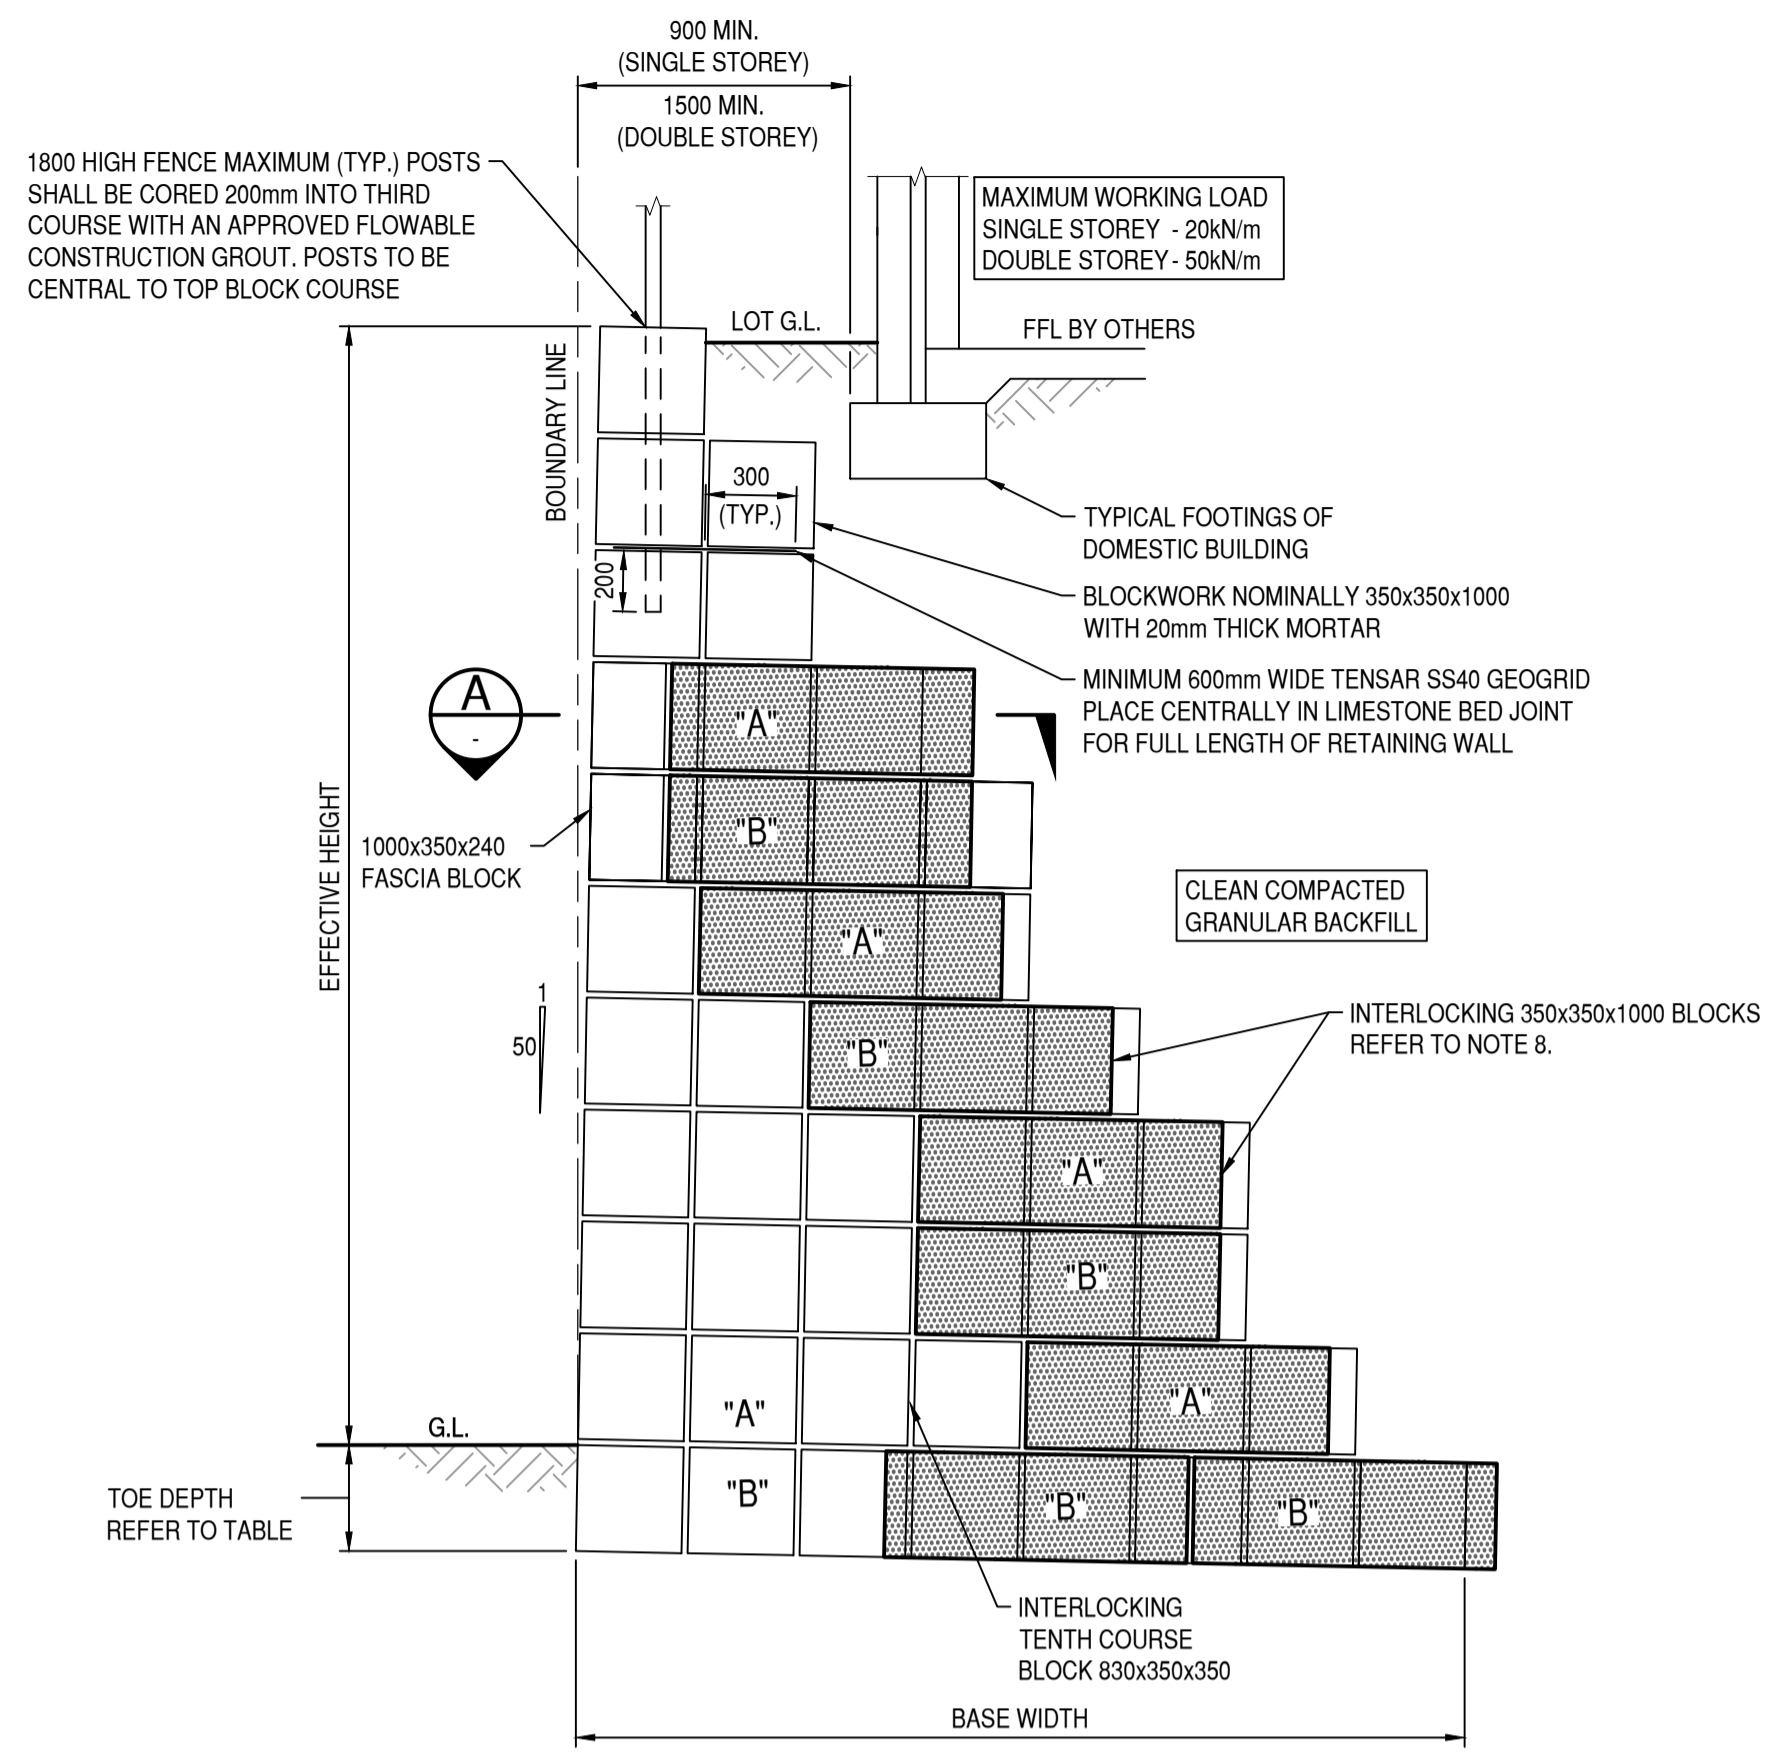 900 MIN.
(SINGLE STOREY)
1500 MIN.
(DOUBLE STOREY)
1800 HIGH FENCE MAXIMUM (TYP.) POSTS
SHALL BE CORED 200mm INTO THIRD
COURSE WITH AN APPROVED FLOWABLE
CONSTRUCTION GROUT. POSTS TO BE
CENTRAL TO TOP BLOCK COURSE
MAXIMUM WORKING LOAD
SINGLE STOREY - 20kN/m
DOUBLE STOREY - 50kN/m
LOT G.L.
FFL BY OTHERS
BOUNDARY LINE
300
(TYP.)
TYPICAL FOOTINGS OF
DOMESTIC BUILDING
200
BLOCKWORK NOMINALLY 350x350x1000
WITH 20mm THICK MORTAR
MINIMUM 600mm WIDE TENSAR SS40 GEOGRID
PLACE CENTRALLY IN LIMESTONE BED JOINT
FOR FULL LENGTH OF RETAINING WALL
A
-
"A"
EFFECTIVE HEIGHT
1000x350x240
FASCIA BLOCK
"B"
CLEAN COMPACTED
GRANULAR BACKFILL
"A"
1
50
"B"
INTERLOCKING 350x350x1000 BLOCKS
REFER TO NOTE 8.
"A"
"B"
"A"
"A"
G.L.
TOE DEPTH
REFER TO TABLE
"B"
"B"
"B"
INTERLOCKING
TENTH COURSE
BLOCK 830x350x350
BASE WIDTH